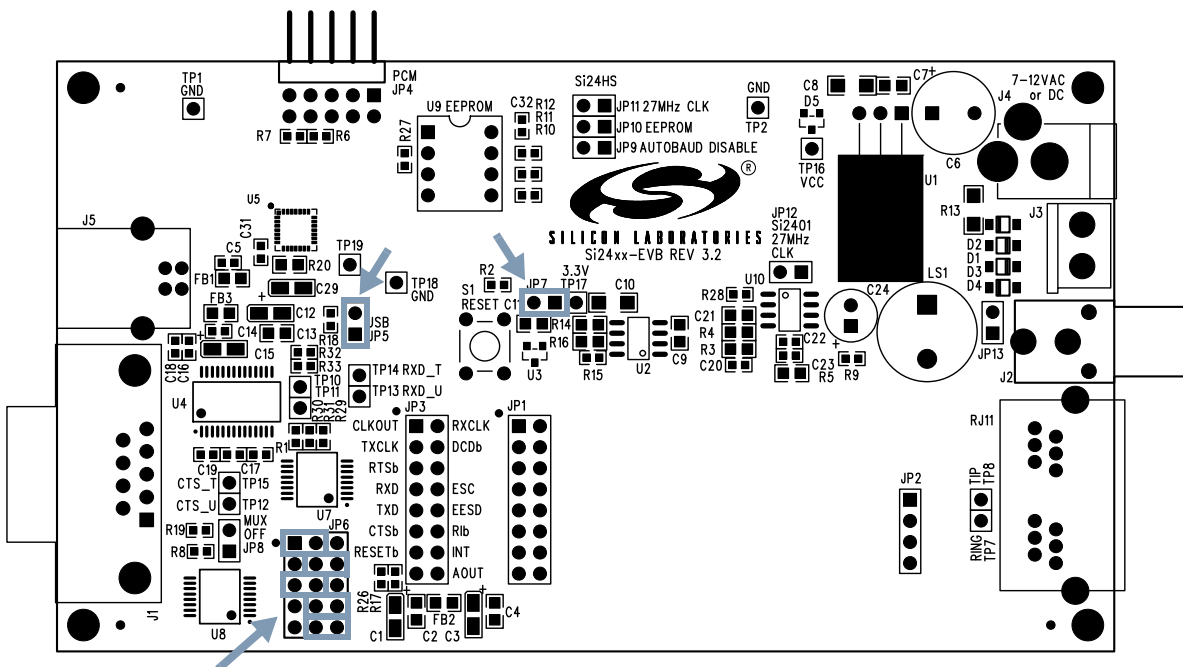 TP1
GND
PCM
JP4
R7
R6
R27
U9 EEPROM
C32
R12
R11
R10
Si24HS
JP11 27MHz CLK
JP10 EEPROM
JP9 AUTOBAUD DISABLE
GND
TP2
C8
C7
+
D5
TP16
VCC
7-12VAC
or DC
J4
C6
U1
R13
J3
D2
D1
D3
D4
®
SILICON LABORATORIES
Si24xx-EVB REV 3.2
JP12
Si2401
27MHz
CLK
J5
U5
C31
C5
FB1
R20
C29
TP19
TP18
GND
FB3
+
C12
C14
C13
C15
+
C18
C16
R18
USB
JP5
R32
R33
TP10
TP11
R30
R31
R29
TP14 RXD_T
TP13 RXD_U
R2
S1
RESET
C11
JP7
3.3V
TP17
C10
R14
R16
U3
R15
U2
C9
U10
R28
C21
R4
R3
C20
C22
C23
R5
C24
+
R9
LS1
JP13
J2
U4
R1
C19
C17
CTS_T
TP15
CTS_U
TP12
MUX
OFF
JP8
R19
R8
U8
J1
U7
JP6
JP3
JP1
CLKOUT
RXCLK
TXCLK
DCDb
RTSb
RXD
ESC
TXD
EESD
CTSb
RIb
RESETb
INT
AOUT
R26
R17
C1
+
C2
FB2
C3
+
C4
JP2
RJ11
TIP
TP8
RING
TP7